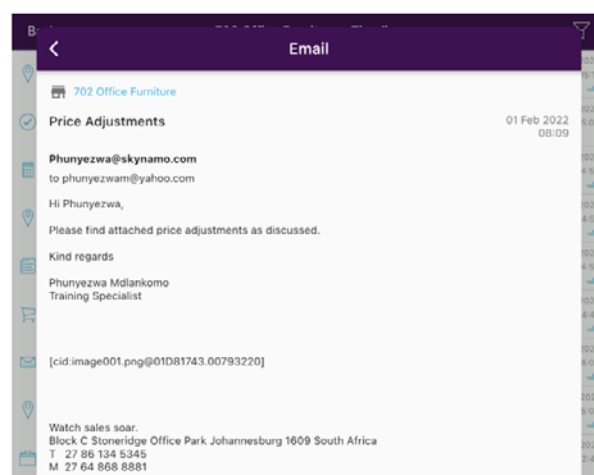 Email
702 Office Furniture
Price Adjustments
01 Feb 2022
08:09
Phunyezwa@skynamo.com
to phunyezwam@yahoo.com
Hi Phunyezwa,
Please find attached price adjustments as discussed.
Kind regards
Phunyezwa Mdlankomo
Training Specialist
[cid:image001.png@01D81743.00793220]
Watch sales soar.
Block C Stoneridge Office Park Johannesburg 1609 South Africa
T 27 86 134 5345
M 27 64 868 8881